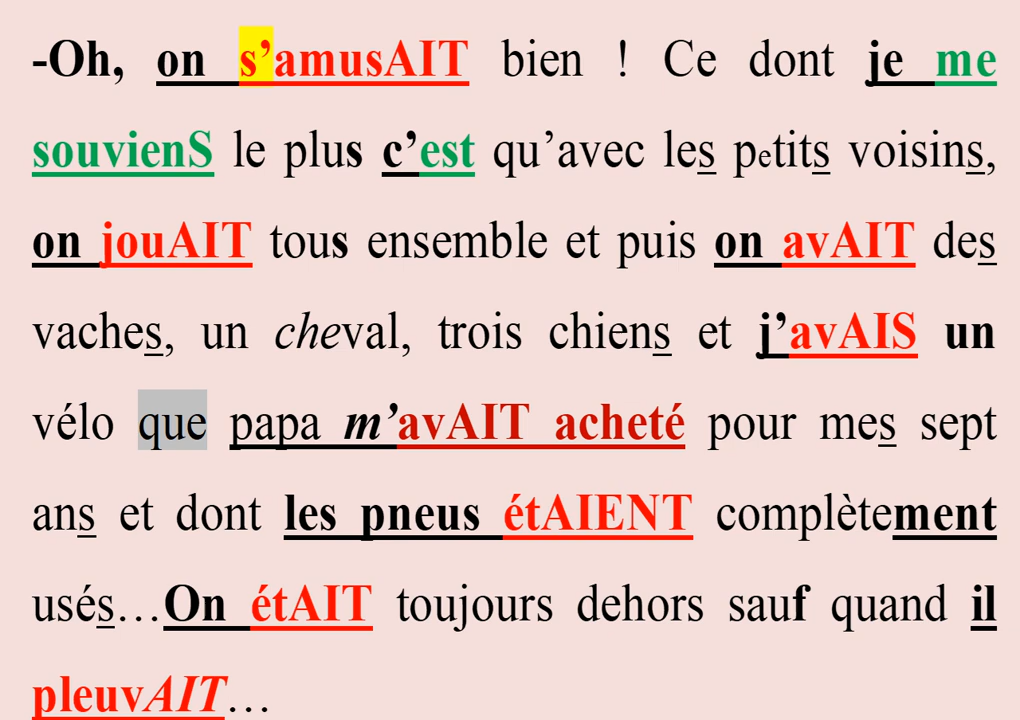 -Oh, on s’amusAIT bien ! Ce dont je me
souvienS le plus c’est qu’avec les petits voisins,
on jouAIT tous ensemble et puis on avAIT des
vaches, un cheval, trois chiens et j’avAIS un
vélo que papa m’avAIT acheté pour mes sept
ans et dont les pneus étAIENT complètement
usés…On étAIT toujours dehors sauf quand il
pleuvAIT…